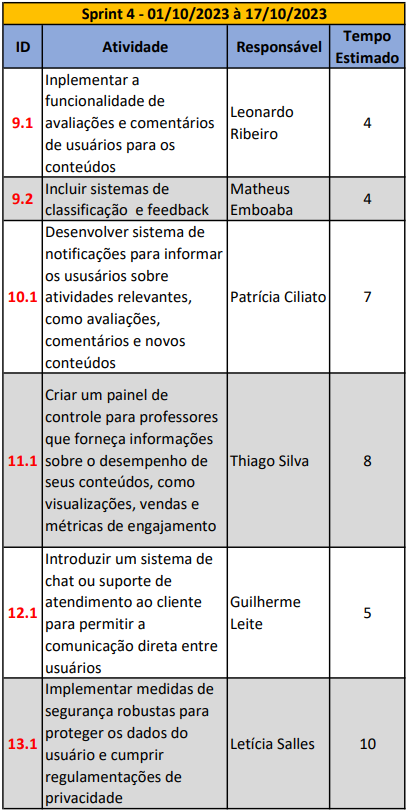 Sprint 4 - 01/10/2023 à 17/10/2023
ID Atividade Responsável Tempo Estimado
9.1 Inplementar a
funcionalidade de
avaliações e comentários
de usuários para os
conteúdos
Leonardo
Ribeiro
4
9.2 Incluir sistemas de
classificação e feedback
Matheus
Emboaba
4
10.1 Desenvolver sistema de
notificações para informar
os ususários sobre
atividades relevantes,
como avaliações,
comentários e novos
conteúdos
Patrícia Ciliato
7
11.1 Criar um painel de
controle para professores
que forneça informações
sobre o desempenho de
seus conteúdos, como
visualizações, vendas e
métricas de engajamento
Thiago Silva
8
12.1 Introduzir um sistema de
chat ou suporte de
atendimento ao cliente
para permitir a
comunicação direta entre
usuários
Guilherme
Leite
5
13.1 Implementar medidas de
segurança robustas para
proteger os dados do
usuário e cumprir
regulamentações de
privacidade
Letícia Salles
10